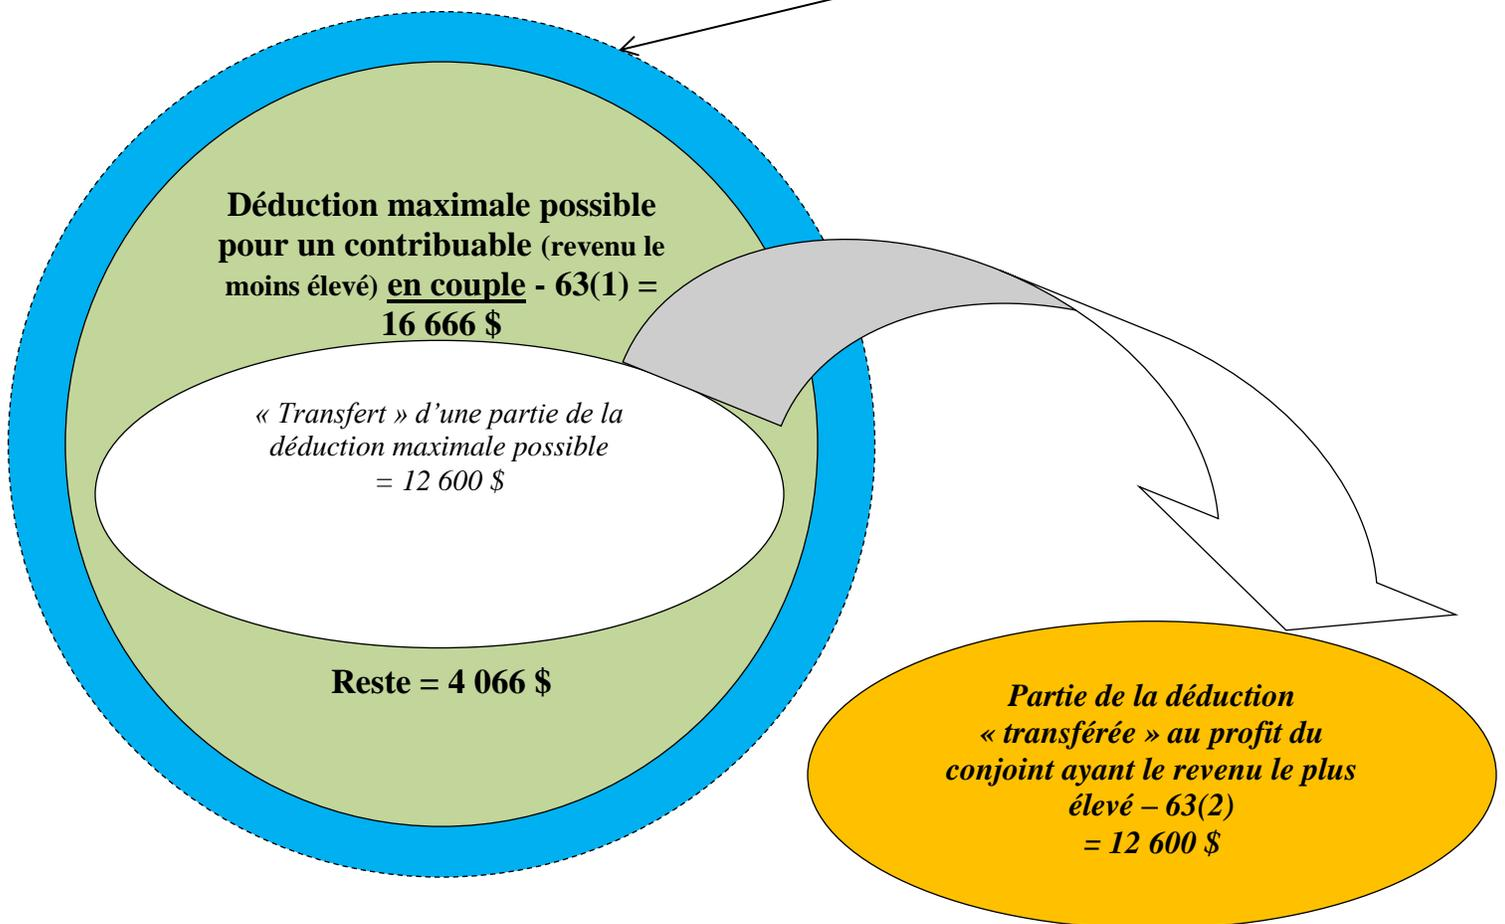 Déduction maximale possible
pour un contribuable (revenu le
moins élevé) en couple - 63(1) =
16 666 $
« Transfert » d’une partie de la
déduction maximale possible
= 12 600 $
Reste = 4 066 $
Partie de la déduction
« transférée » au profit du
conjoint ayant le revenu le plus
élevé – 63(2)
= 12 600 $